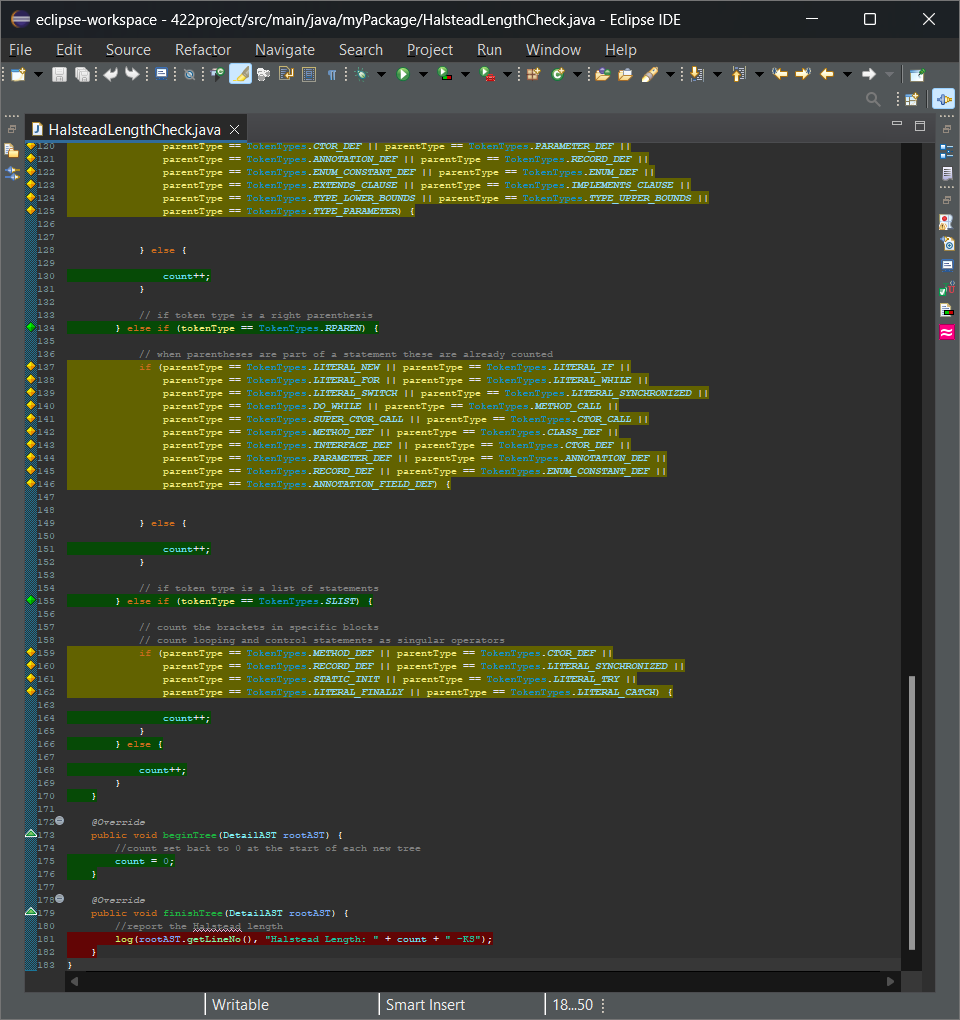 eclipse-workspace - 422project/src/main/java/myPackage/HalsteadLengthCheck.java - Eclipse IDE
File Edit Source Refactor Navigate Search Project Run Window Help
HalsteadLengthCheck.java
120 parentType == TokenTypes.CTOR_DEF || parentType == TokenTypes.PARAMETER_DEF ||
121 parentType == TokenTypes.ANNOTATION_DEF || parentType == TokenTypes.RECORD_DEF ||
122 parentType == TokenTypes.ENUM_CONSTANT_DEF || parentType == TokenTypes.ENUM_DEF ||
123 parentType == TokenTypes.EXTENDS_CLAUSE || parentType == TokenTypes.IMPLEMENTS_CLAUSE ||
124 parentType == TokenTypes.TYPE_LOWER_BOUNDS || parentType == TokenTypes.TYPE_UPPER_BOUNDS ||
125 parentType == TokenTypes.TYPE_PARAMETER) {
126
127
128 } else {
129
130 count++;
131 }
132
133 // if token type is a right parenthesis
134 } else if (tokenType == TokenTypes.RPAREN) {
135
136 // when parentheses are part of a statement these are already counted
137 if (parentType == TokenTypes.LITERAL_NEW || parentType == TokenTypes.LITERAL_IF ||
138 parentType == TokenTypes.LITERAL_FOR || parentType == TokenTypes.LITERAL_WHILE ||
139 parentType == TokenTypes.LITERAL_SWITCH || parentType == TokenTypes.LITERAL_SYNCHRONIZED ||
140 parentType == TokenTypes.DO_WHILE || parentType == TokenTypes.METHOD_CALL ||
141 parentType == TokenTypes.SUPER_CTOR_CALL || parentType == TokenTypes.CTOR_CALL ||
142 parentType == TokenTypes.METHOD_DEF || parentType == TokenTypes.CLASS_DEF ||
143 parentType == TokenTypes.INTERFACE_DEF || parentType == TokenTypes.CTOR_DEF ||
144 parentType == TokenTypes.PARAMETER_DEF || parentType == TokenTypes.ANNOTATION_DEF ||
145 parentType == TokenTypes.RECORD_DEF || parentType == TokenTypes.ENUM_CONSTANT_DEF ||
146 parentType == TokenTypes.ANNOTATION_FIELD_DEF) {
147
148
149 } else {
150
151 count++;
152 }
153
154 // if token type is a list of statements
155 } else if (tokenType == TokenTypes.SLIST) {
156
157 // count the brackets in specific blocks
158 // count looping and control statements as singular operators
159 if (parentType == TokenTypes.METHOD_DEF || parentType == TokenTypes.CTOR_DEF ||
160 parentType == TokenTypes.RECORD_DEF || parentType == TokenTypes.LITERAL_SYNCHRONIZED ||
161 parentType == TokenTypes.STATIC_INIT || parentType == TokenTypes.LITERAL_TRY ||
162 parentType == TokenTypes.LITERAL_FINALLY || parentType == TokenTypes.LITERAL_CATCH) {
163
164 count++;
165 }
166 } else {
167
168 count++;
169 }
170 }
171
172 @Override
173 public void beginTree(DetailAST rootAST) {
174 //count set back to 0 at the start of each new tree
175 count = 0;
176 }
177
178 @Override
179 public void finishTree(DetailAST rootAST) {
180 //report the Halstead length
181 log(rootAST.getLineNo(), "Halstead Length: " + count + " -KS");
182 }
183 }
Writable Smart Insert 18...50